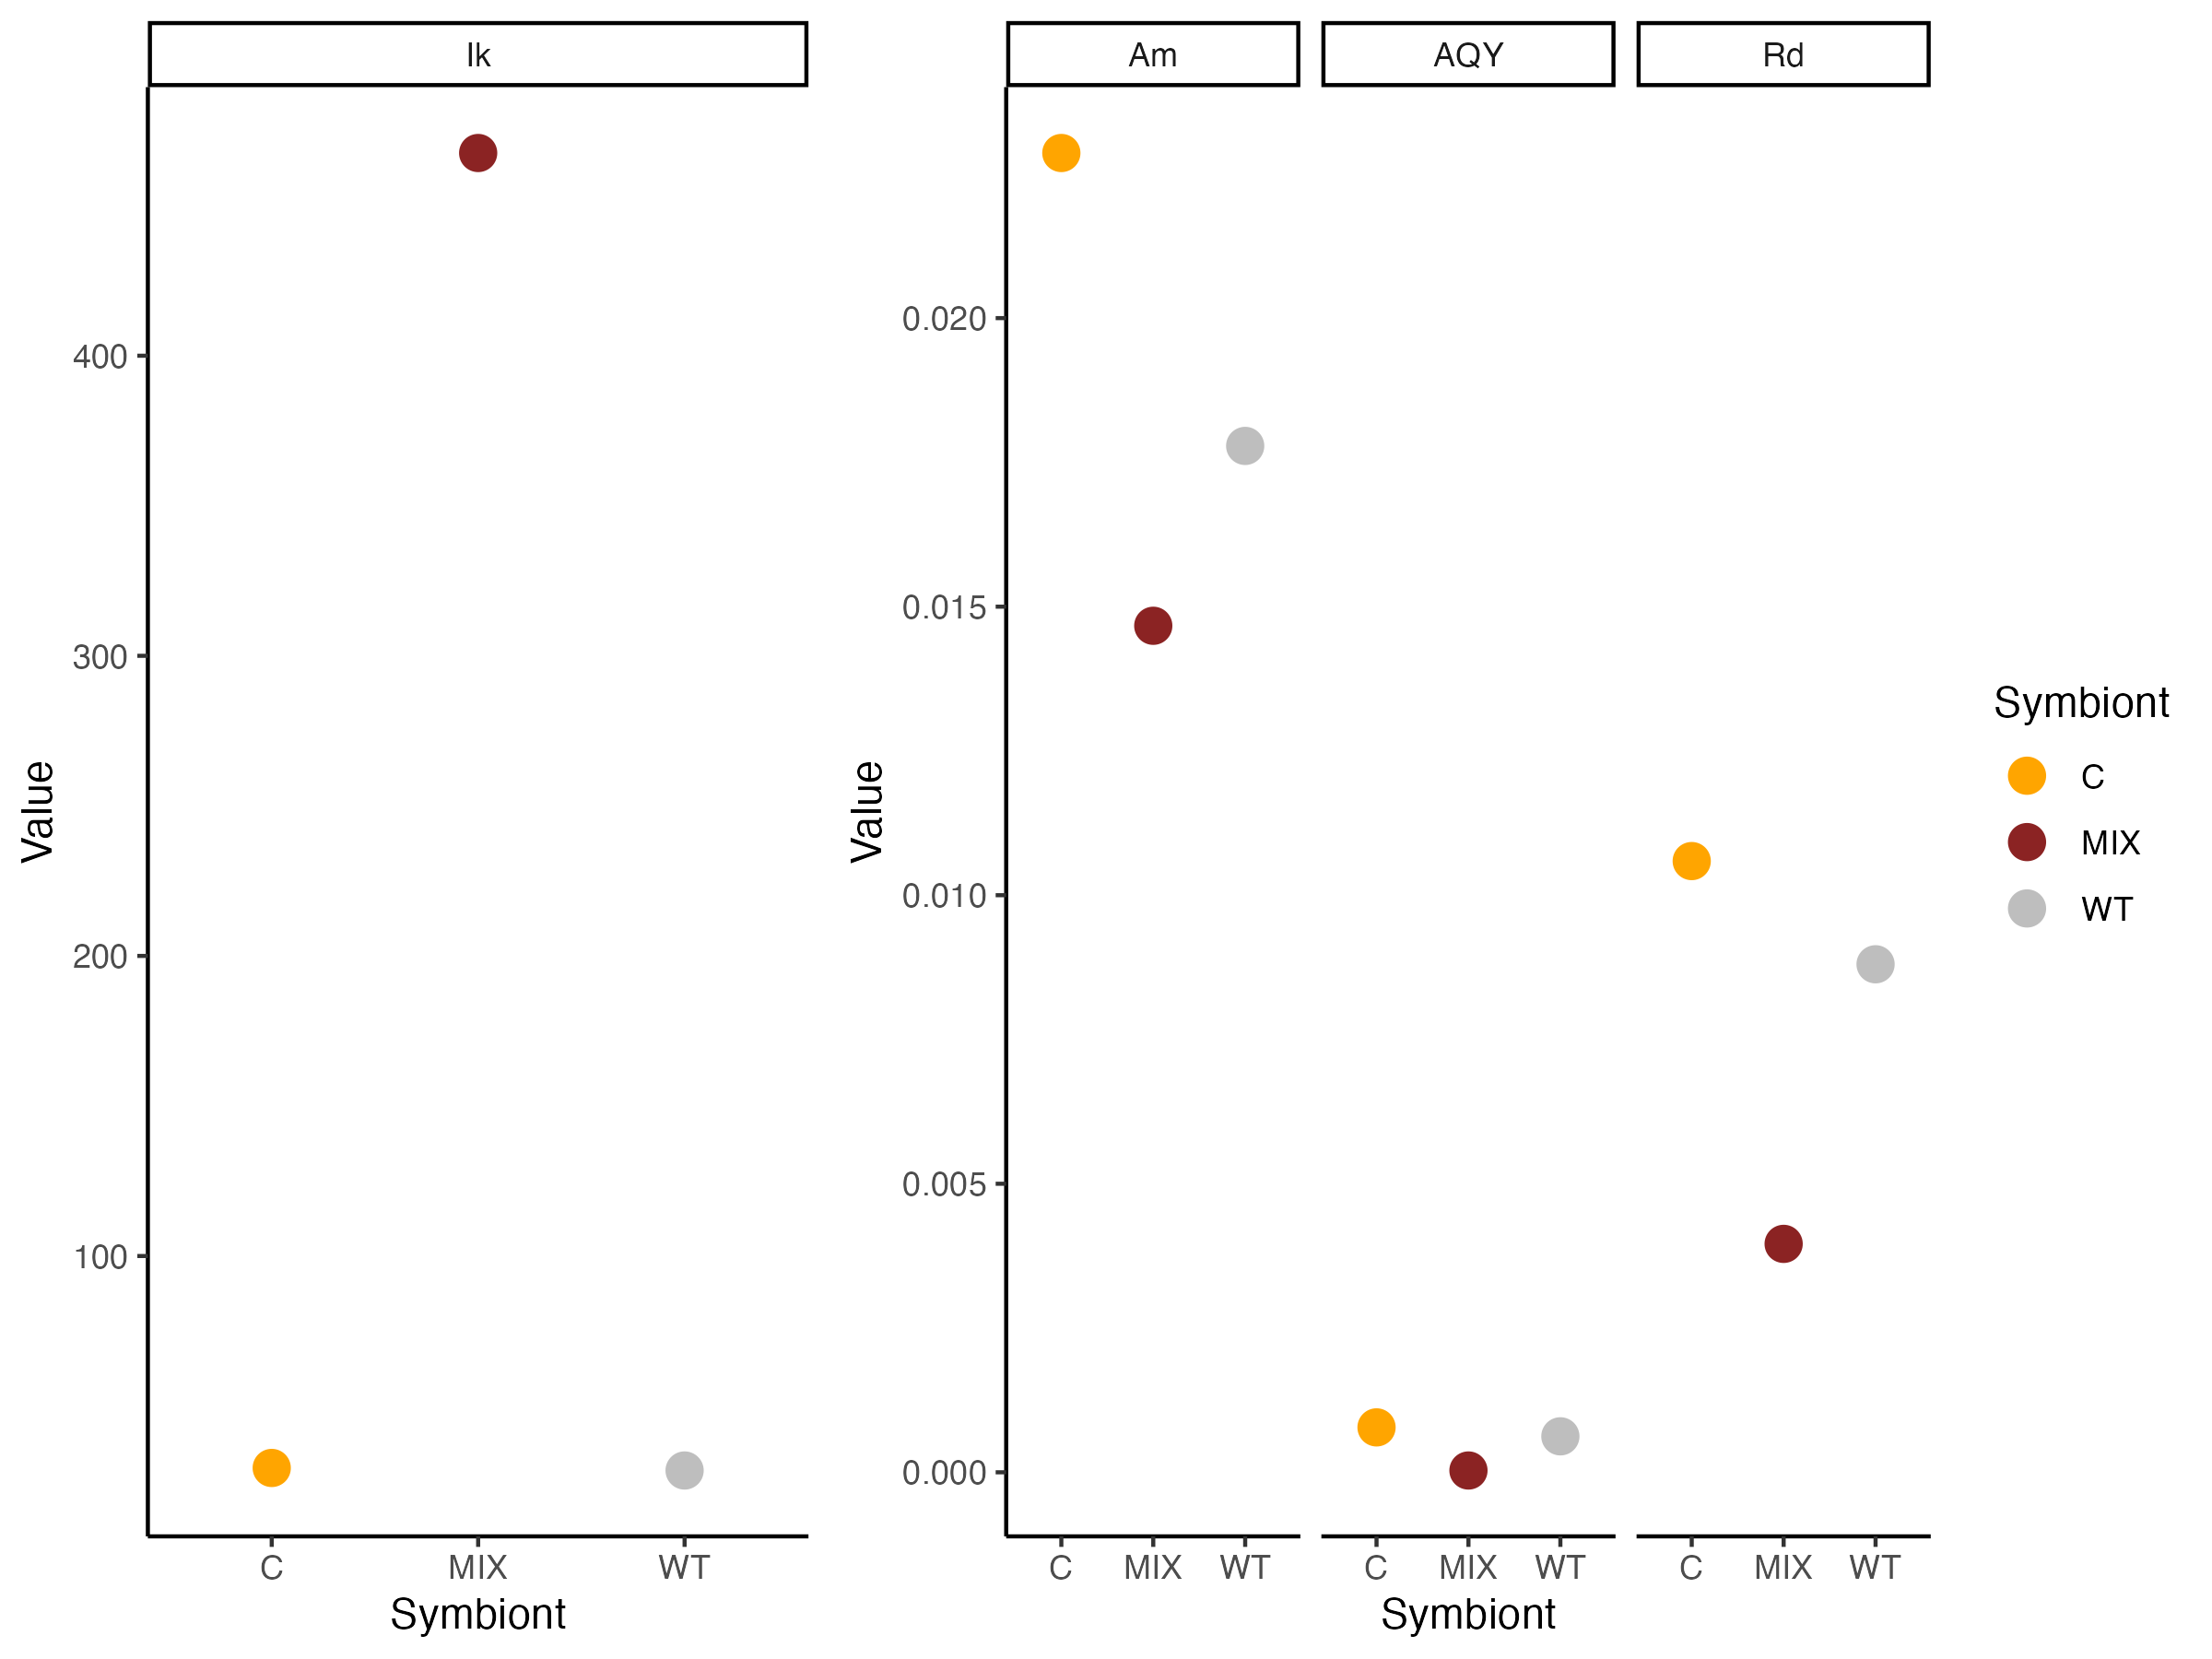 Ik
Value
400
300
200
100
C MIX WT
Symbiont
Am AQY Rd
Value
0.020
0.015
0.010
0.005
0.000
C MIX WT C MIX WT C MIX WT
Symbiont
Symbiont
C
MIX
WT